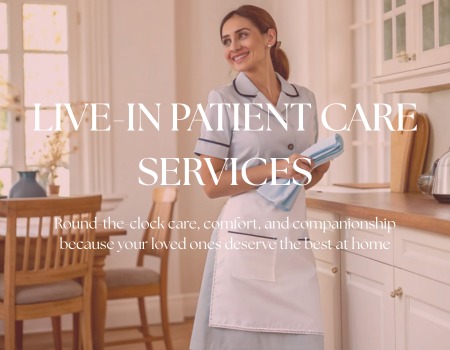 LIVE-IN PATIENT CARE
SERVICES
Round-the-clock care, comfort, and companionship
because your loved ones deserve the best at home